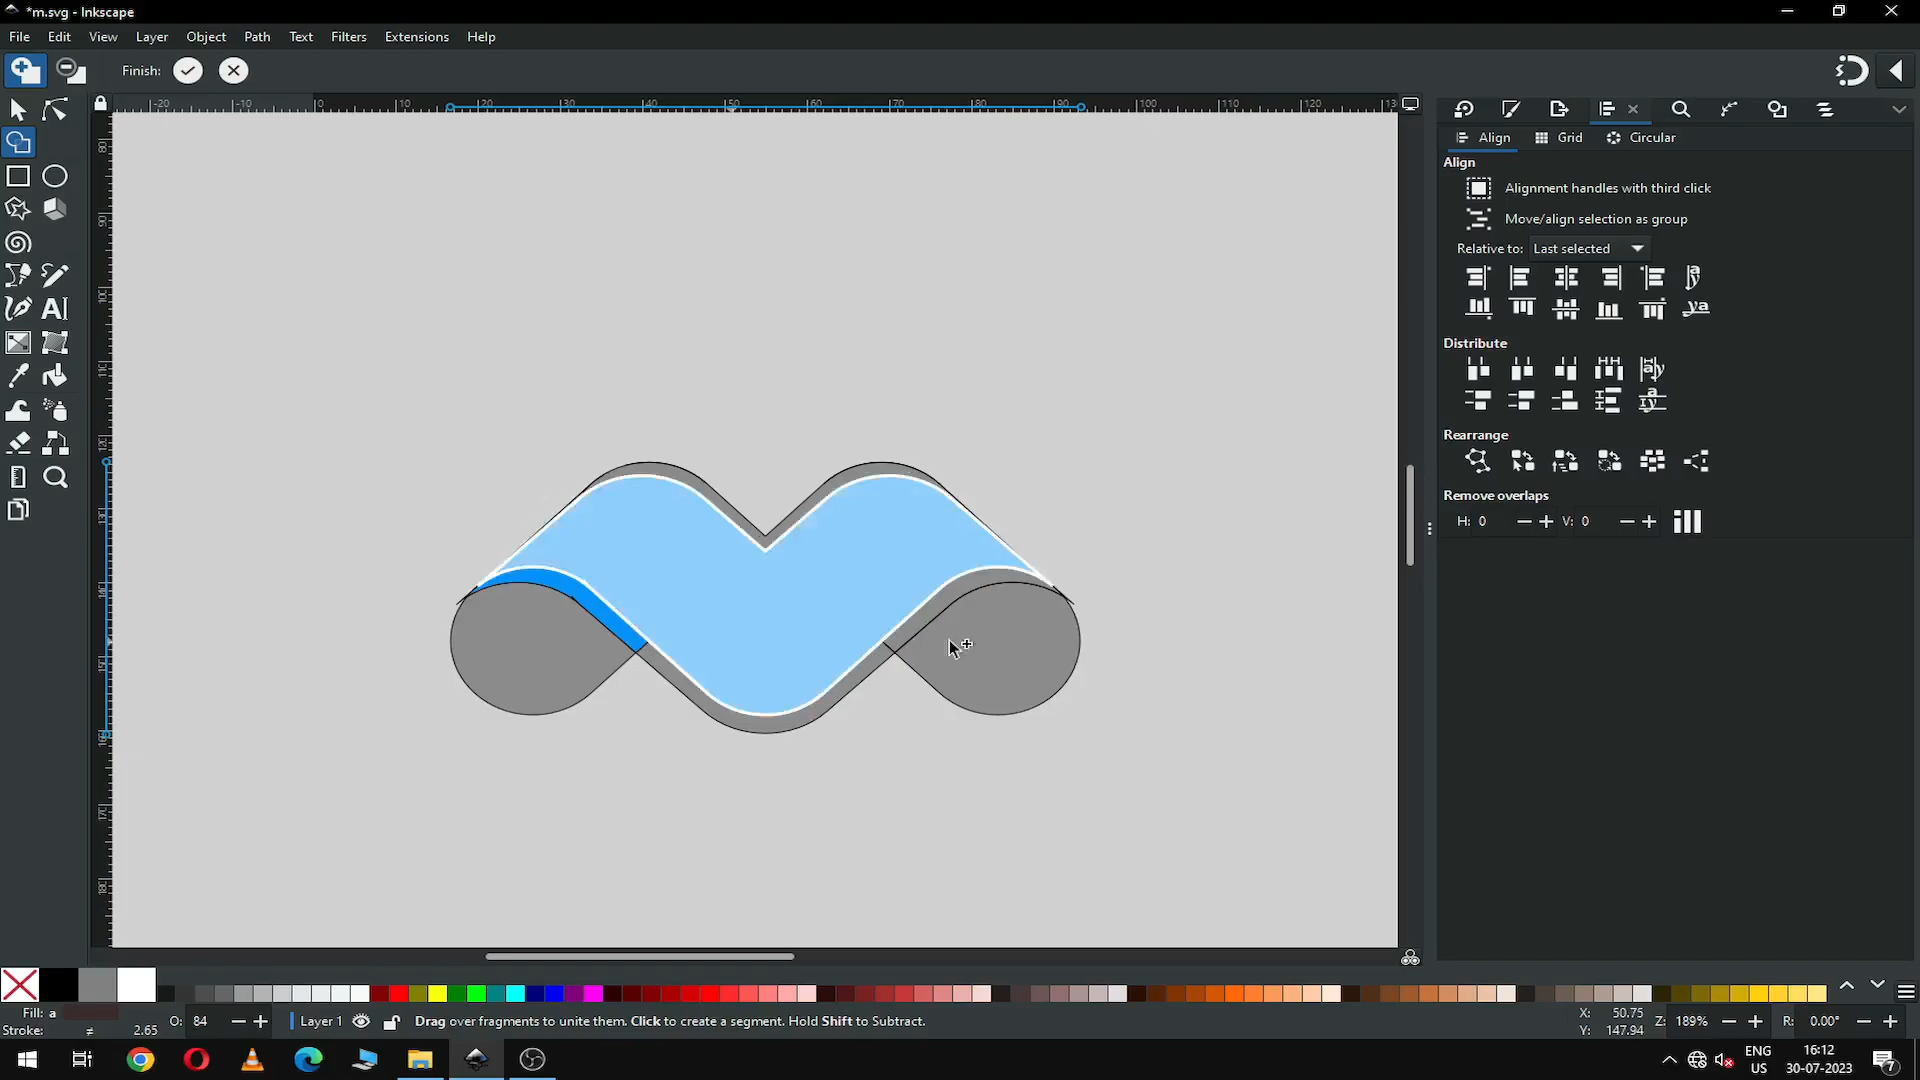 *m.svg - Inkscape
File Edit View Layer Object Path Text Filters Extensions Help
Finish:
Align Grid Circular
Align
Alignment handles with third click
Move/align selection as group
Relative to: Last selected
Distribute
Rearrange
Remove overlaps
H: 0 V: 0
Fill: a
Stroke: ≠ 2.65
O: 84
Layer 1
Drag over fragments to unite them. Click to create a segment. Hold Shift to Subtract.
X: 50.75
Y: 147.94
Z: 189%
R: 0.00°
ENG
US
16:12
30-07-2023
7